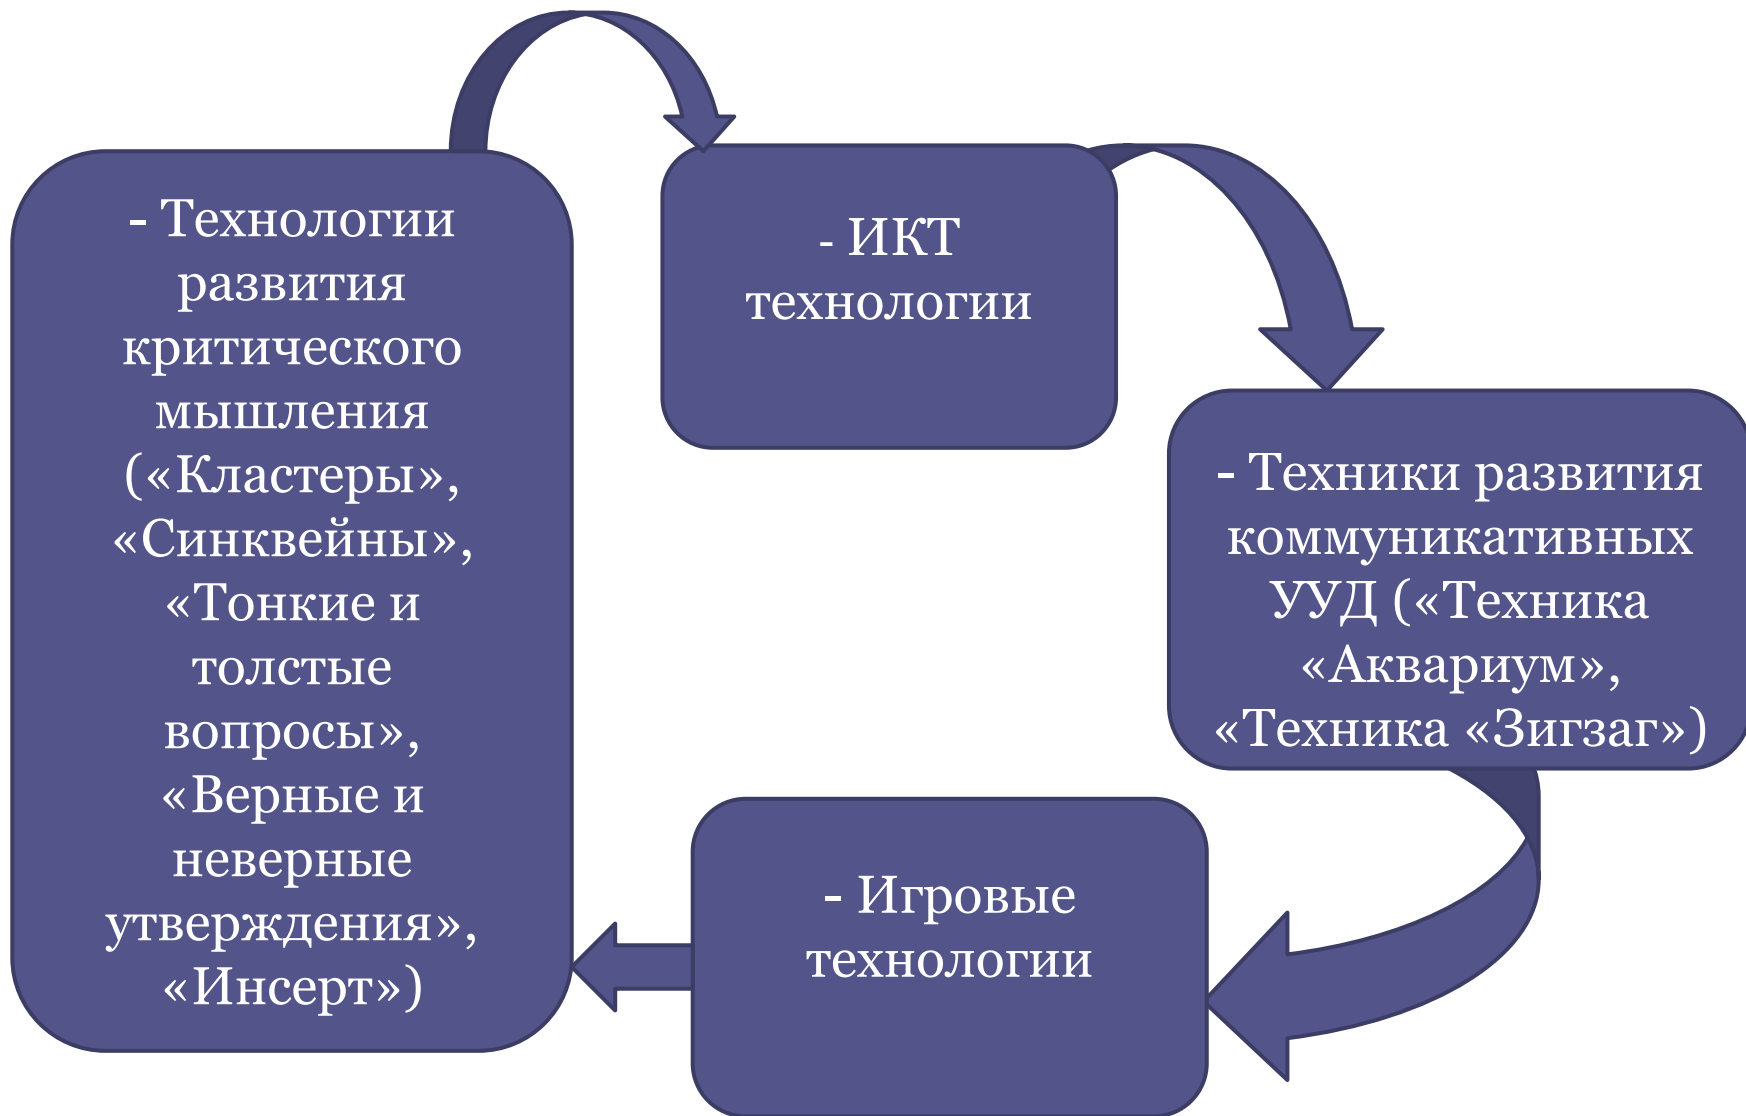 - Технологии
развития
критического
мышления
(«Кластеры»,
«Синквейны»,
«Тонкие и
толстые
вопросы»,
«Верные и
неверные
утверждения»,
«Инсерт»)
- ИКТ
технологии
- Техники развития
коммуникативных
УУД («Техника
«Аквариум»,
«Техника «Зигзаг»)
- Игровые
технологии